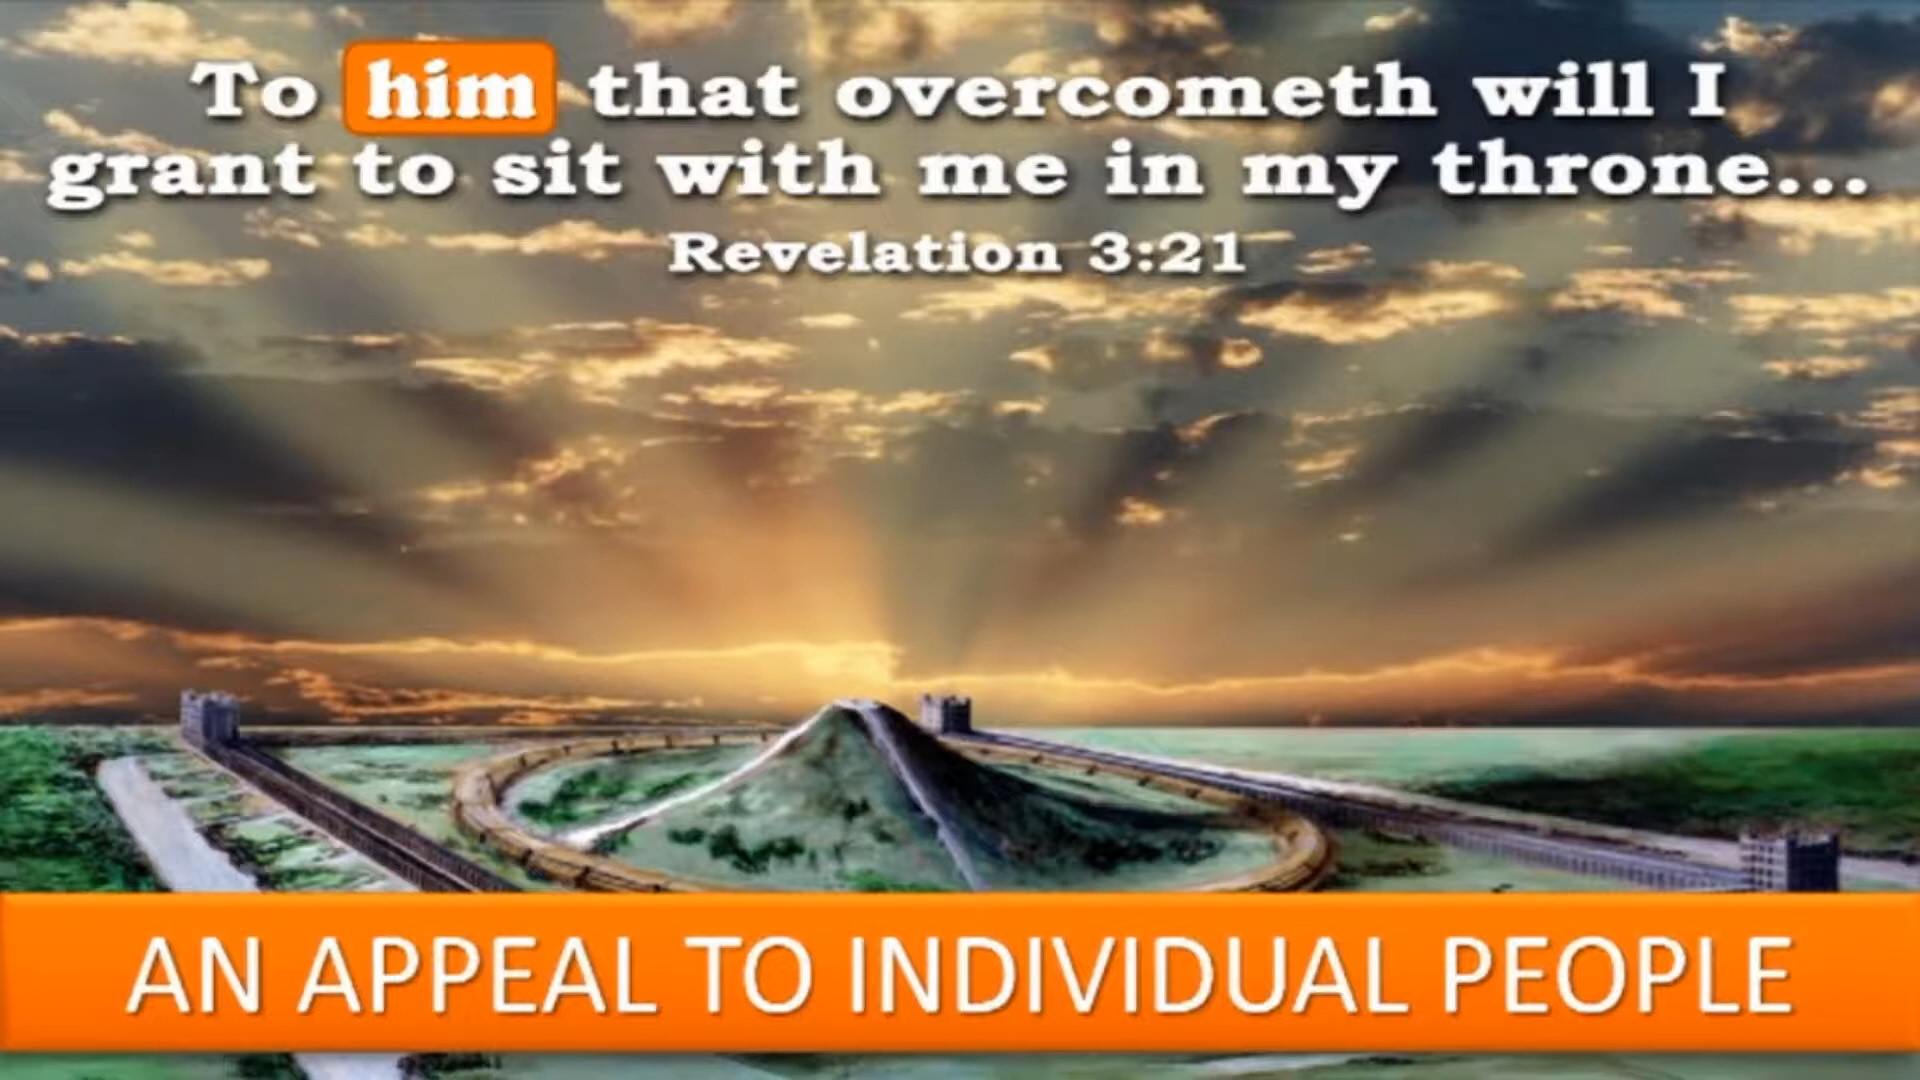 To him that overcometh will I
grant to sit with me in my throne...
Revelation 3:21
AN APPEAL TO INDIVIDUAL PEOPLE